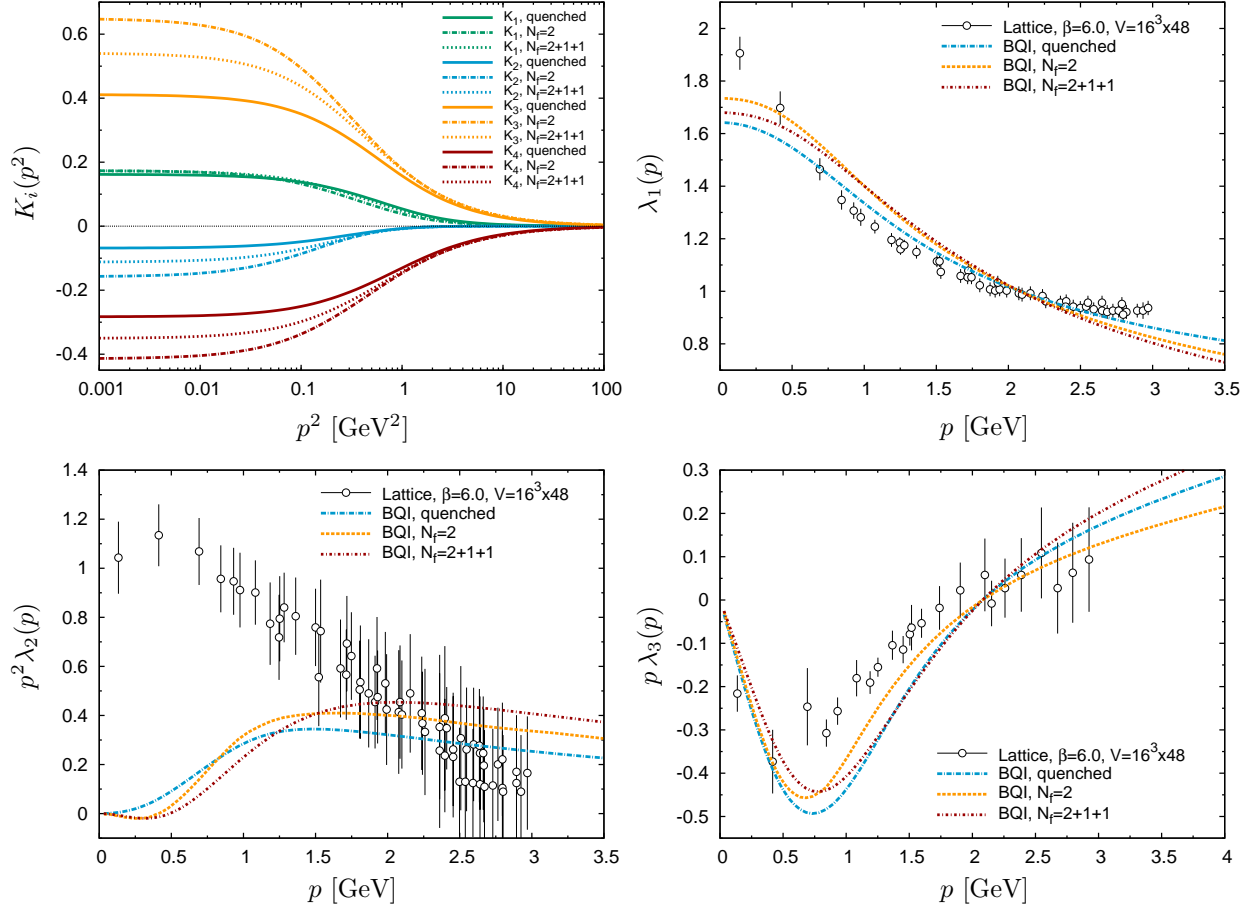 K1, quenched
K1, Nf=2
K1, Nf=2+1+1
K2, quenched
K2, Nf=2
K2, Nf=2+1+1
K3, quenched
K3, Nf=2
K3, Nf=2+1+1
K4, quenched
K4, Nf=2
K4, Nf=2+1+1
0.6
0.4
0.2
0
-0.2
-0.4
Ki(p²)
0.001 0.01 0.1 1 10 100
p² [GeV²]
Lattice, β=6.0, V=16³x48
BQI, quenched
BQI, Nf=2
BQI, Nf=2+1+1
2
1.8
1.6
1.4
1.2
1
0.8
λ1(p)
0 0.5 1 1.5 2 2.5 3 3.5
p [GeV]
Lattice, β=6.0, V=16³x48
BQI, quenched
BQI, Nf=2
BQI, Nf=2+1+1
1.4
1.2
1
0.8
0.6
0.4
0.2
0
p²λ2(p)
0 0.5 1 1.5 2 2.5 3 3.5
p [GeV]
0.3
0.2
0.1
0
-0.1
-0.2
-0.3
-0.4
-0.5
p λ3(p)
Lattice, β=6.0, V=16³x48
BQI, quenched
BQI, Nf=2
BQI, Nf=2+1+1
0 0.5 1 1.5 2 2.5 3 3.5 4
p [GeV]